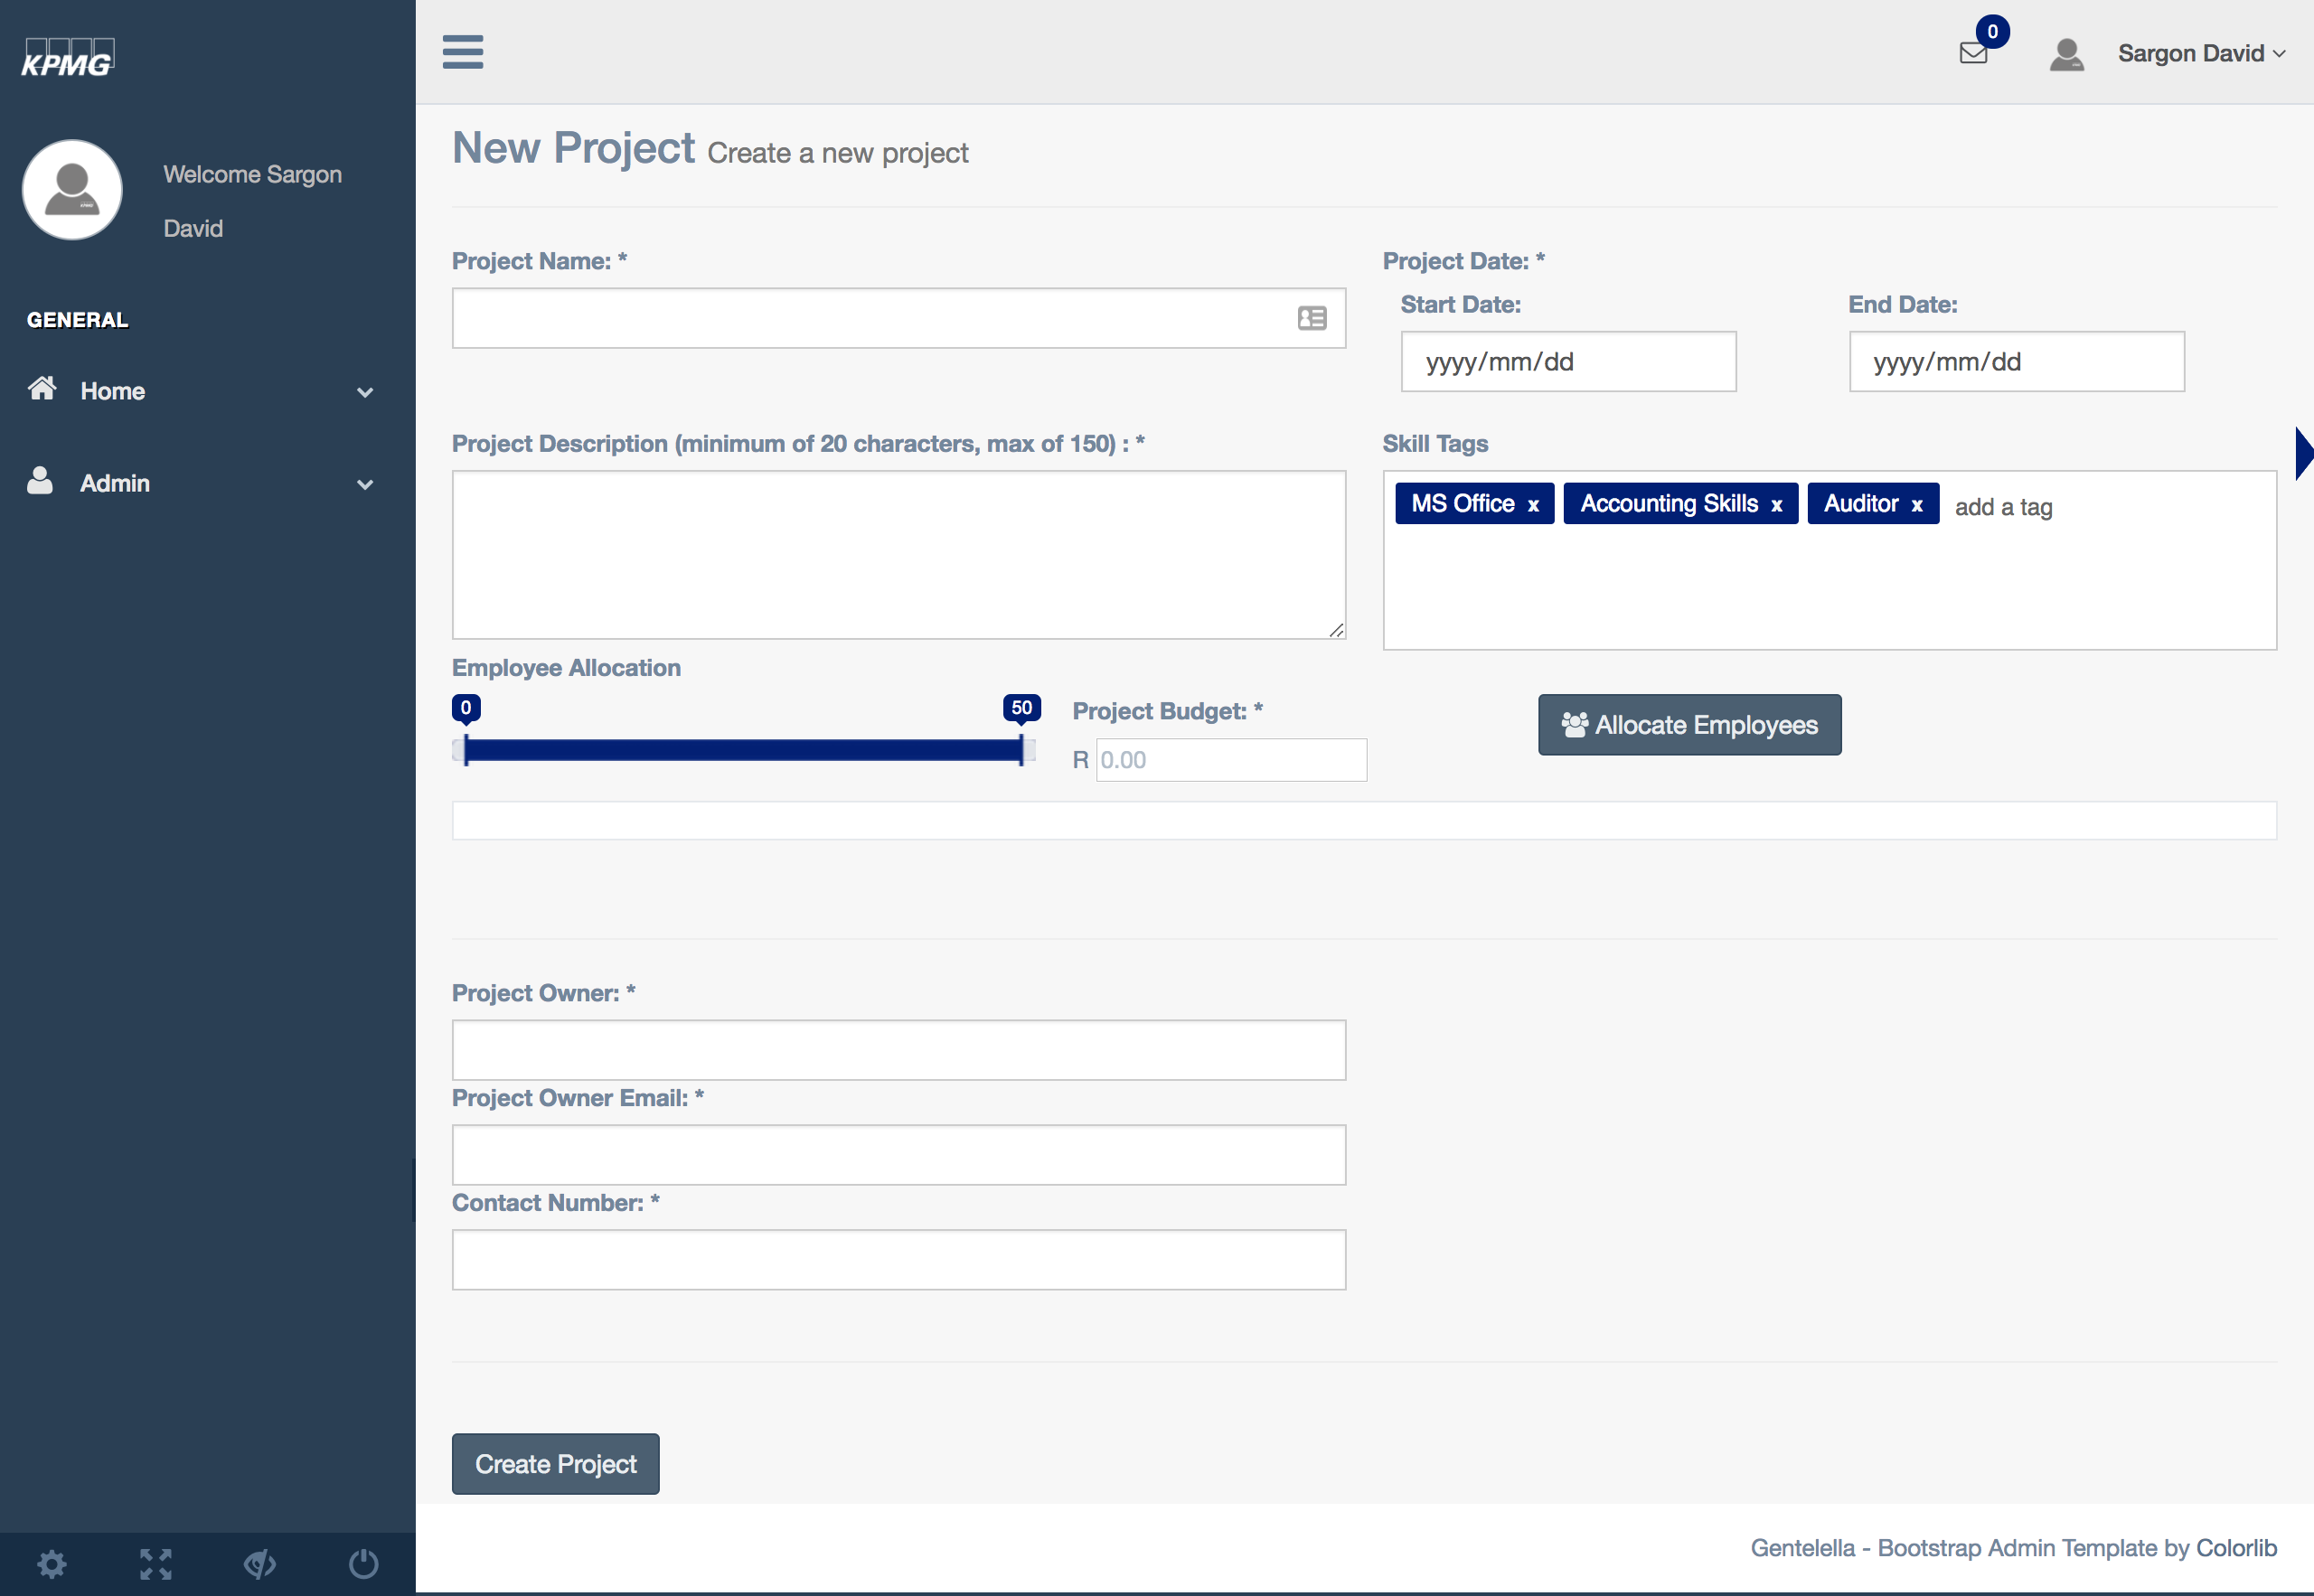 KPMG
0
Sargon David
Welcome Sargon
David
GENERAL
Home
Admin
New Project Create a new project
Project Name: *
Project Date: *
Start Date:
End Date:
yyyy/mm/dd
yyyy/mm/dd
Project Description (minimum of 20 characters, max of 150) : *
Skill Tags
MS Office x Accounting Skills x Auditor x add a tag
Employee Allocation
0
50
Project Budget: *
R 0.00
Allocate Employees
Project Owner: *
Project Owner Email: *
Contact Number: *
Create Project
Gentelella - Bootstrap Admin Template by Colorlib